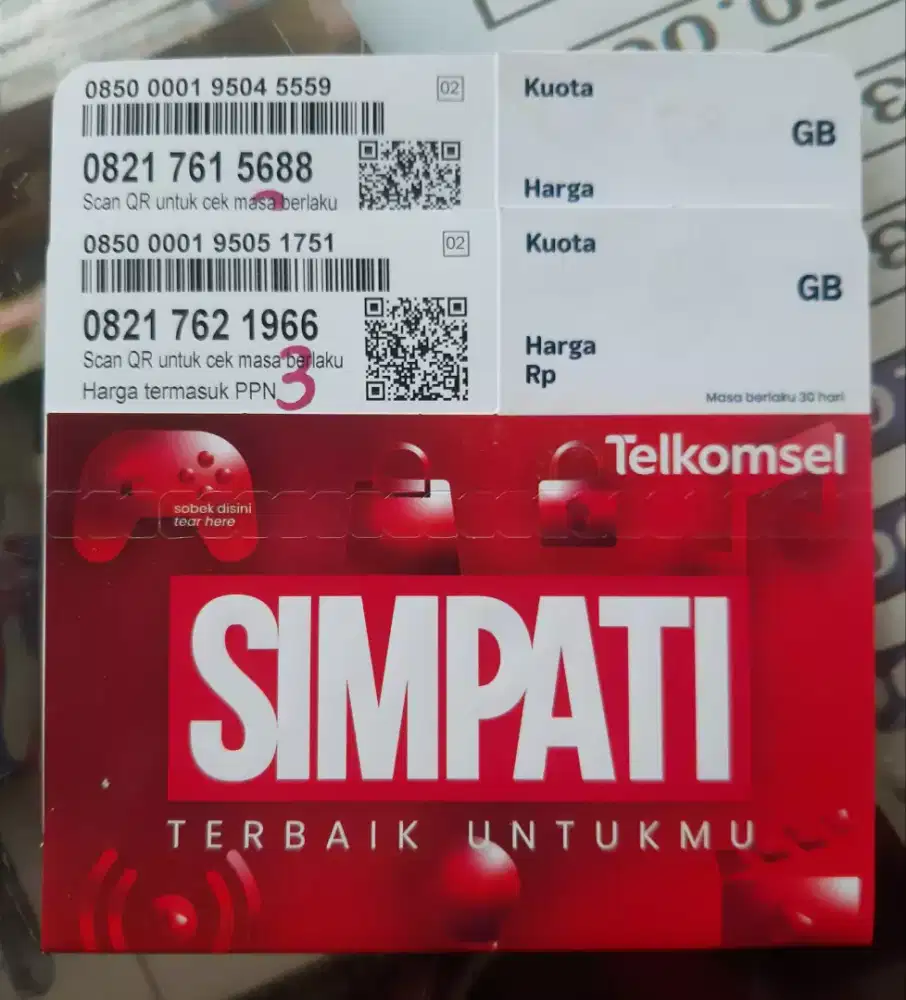 0850 0001 9504 5559
02
0821 761 5688
Scan QR untuk cek masa berlaku
Kuota
GB
Harga
0850 0001 9505 1751
02
0821 762 1966
Scan QR untuk cek masa berlaku
Harga termasuk PPN
3
Kuota
GB
Harga
Rp
Masa berlaku 30 hari
Telkomsel
sobek disini
tear here
SIMPATI
TERBAIK UNTUKMU